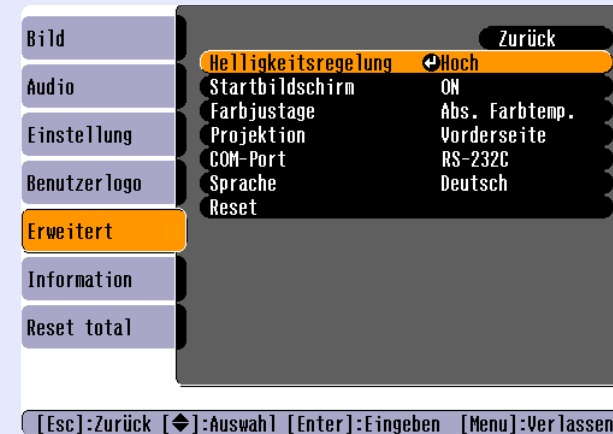 Bild
Audio
Einstellung
Benutzerlogo
Erweitert
Information
Reset total
Zurück
Helligkeitsregelung Hoch
Startbildschirm ON
Farbjustage Abs. Farbtemp.
Projektion Vorderseite
COM-Port RS-232C
Sprache Deutsch
Reset
[Esc]:Zurück [◆]:Auswahl [Enter]:Eingeben [Menu]:Verlassen